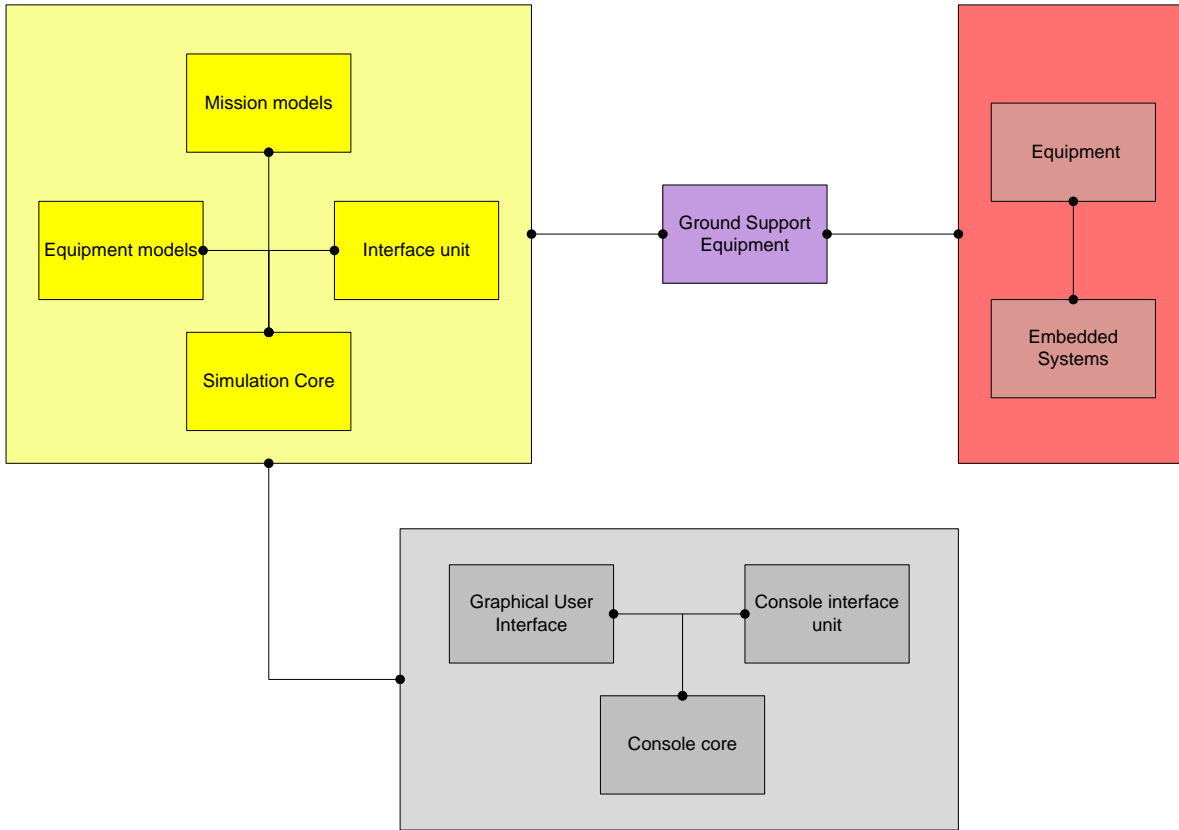 Mission models
Equipment models
Interface unit
Simulation Core
Ground Support
Equipment
Equipment
Embedded
Systems
Graphical User
Interface
Console interface
unit
Console core